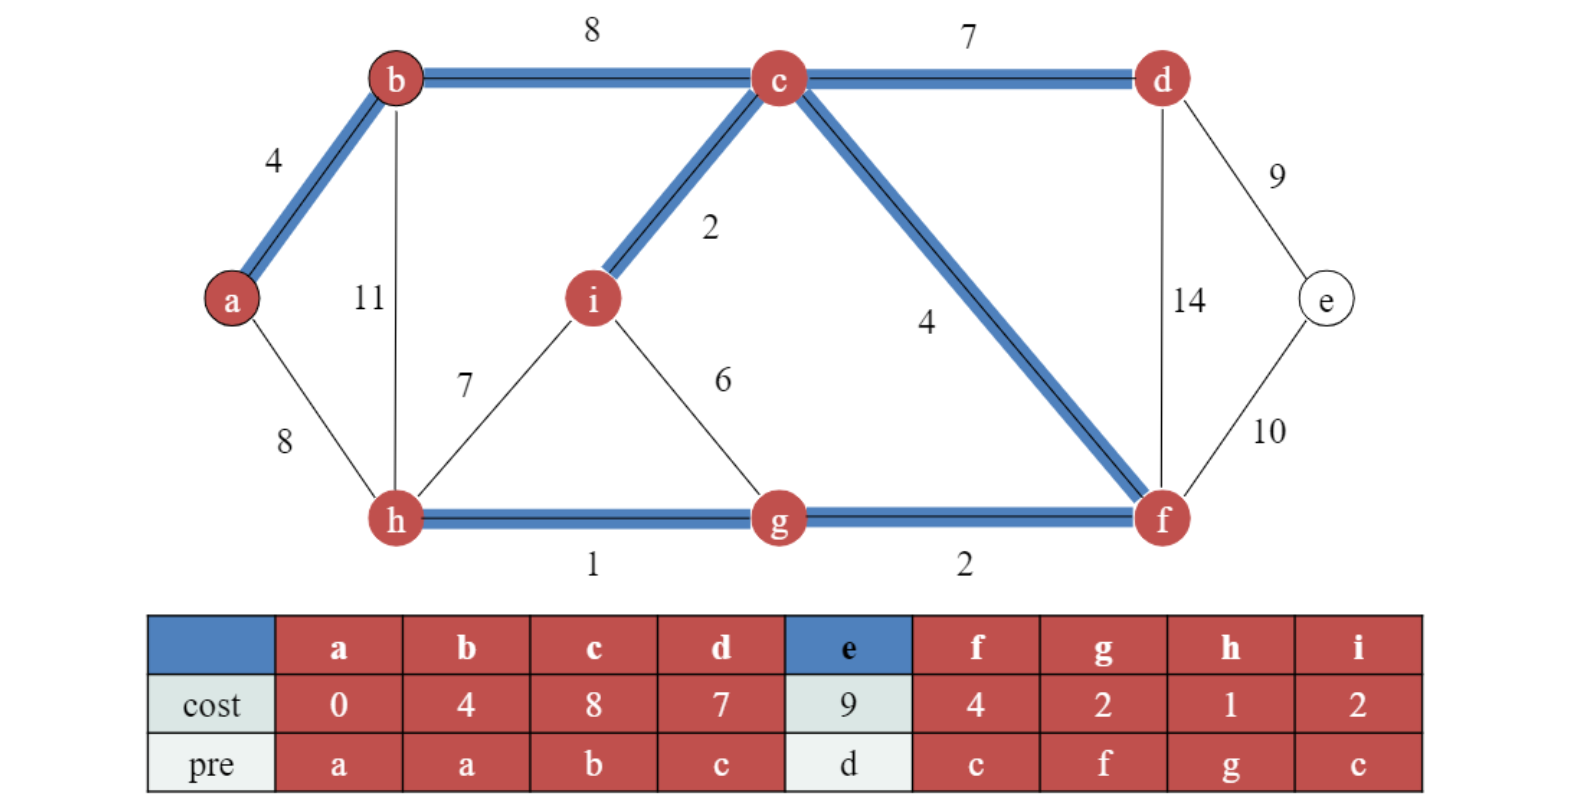 8 7
b c d
4 9
2
a 11 i 4 14 e
7 6
8 10
h g f
1 2
a b c d e f g h i
cost 0 4 8 7 9 4 2 1 2
pre a a b c d c f g c